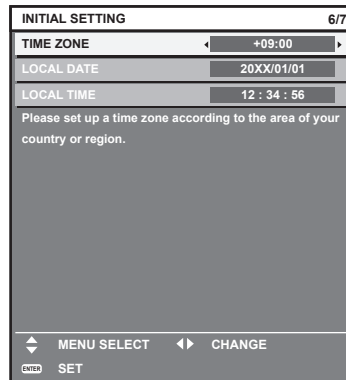 INITIAL SETTING 6/7
TIME ZONE +09:00
LOCAL DATE 20XX/01/01
LOCAL TIME 12 : 34 : 56
Please set up a time zone according to the area of your
country or region.
MENU SELECT CHANGE
ENTER SET